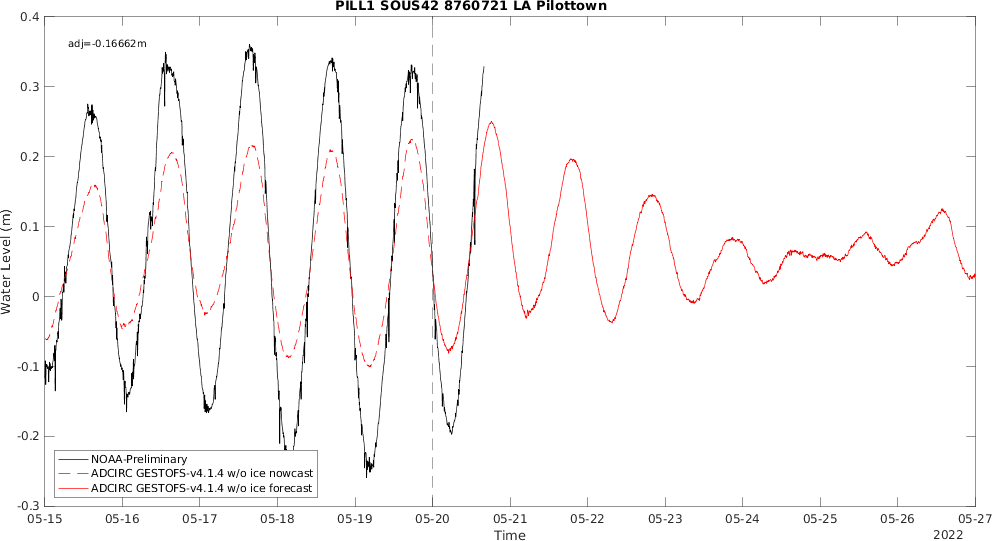 PILL1 SOUS42 8760721 LA Pilottown
adj=-0.16662m
0.4
0.3
0.2
0.1
0
-0.1
-0.2
-0.3
Water Level (m)
NOAA-Preliminary
ADCIRC GESTOFS-v4.1.4 w/o ice nowcast
ADCIRC GESTOFS-v4.1.4 w/o ice forecast
05-15 05-16 05-17 05-18 05-19 05-20 05-21 05-22 05-23 05-24 05-25 05-26 05-27
Time
2022